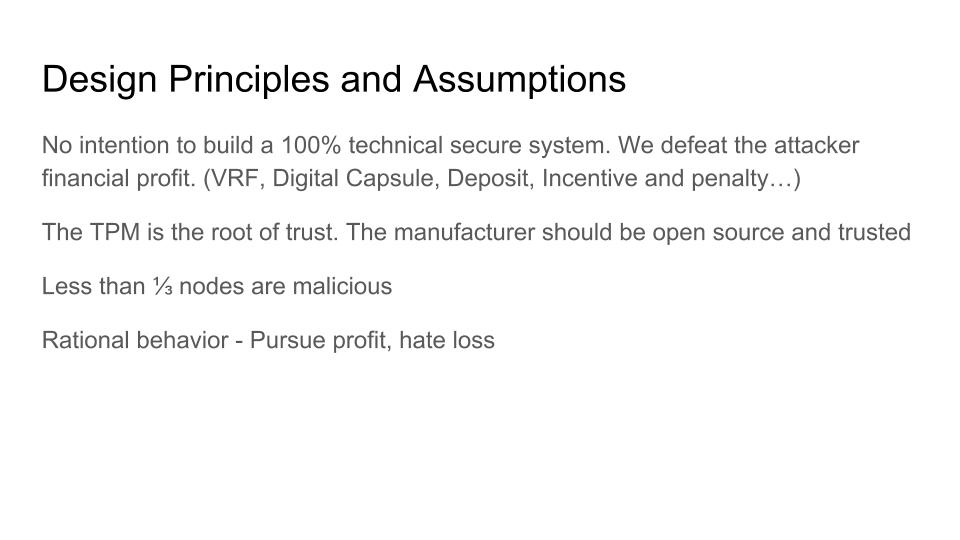 Design Principles and Assumptions
No intention to build a 100% technical secure system. We defeat the attacker
financial profit. (VRF, Digital Capsule, Deposit, Incentive and penalty…)
The TPM is the root of trust. The manufacturer should be open source and trusted
Less than ⅓ nodes are malicious
Rational behavior - Pursue profit, hate loss